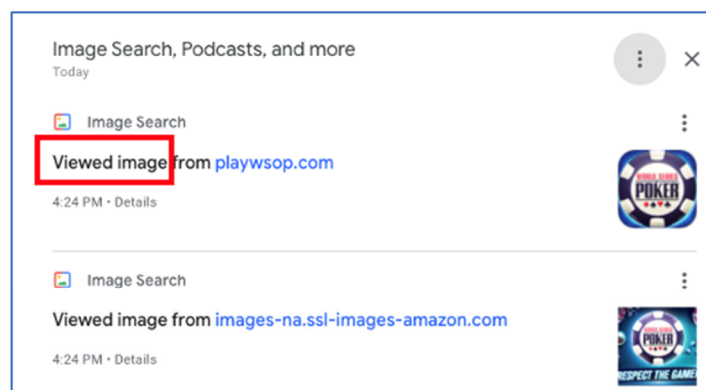 Image Search, Podcasts, and more
Today
Image Search
Viewed image from playwsop.com
WORLD SERIES
POKER
4:24 PM • Details
Image Search
Viewed image from images-na.ssl-images-amazon.com
WORLD SERIES
POKER
RESPECT THE GAME
4:24 PM • Details